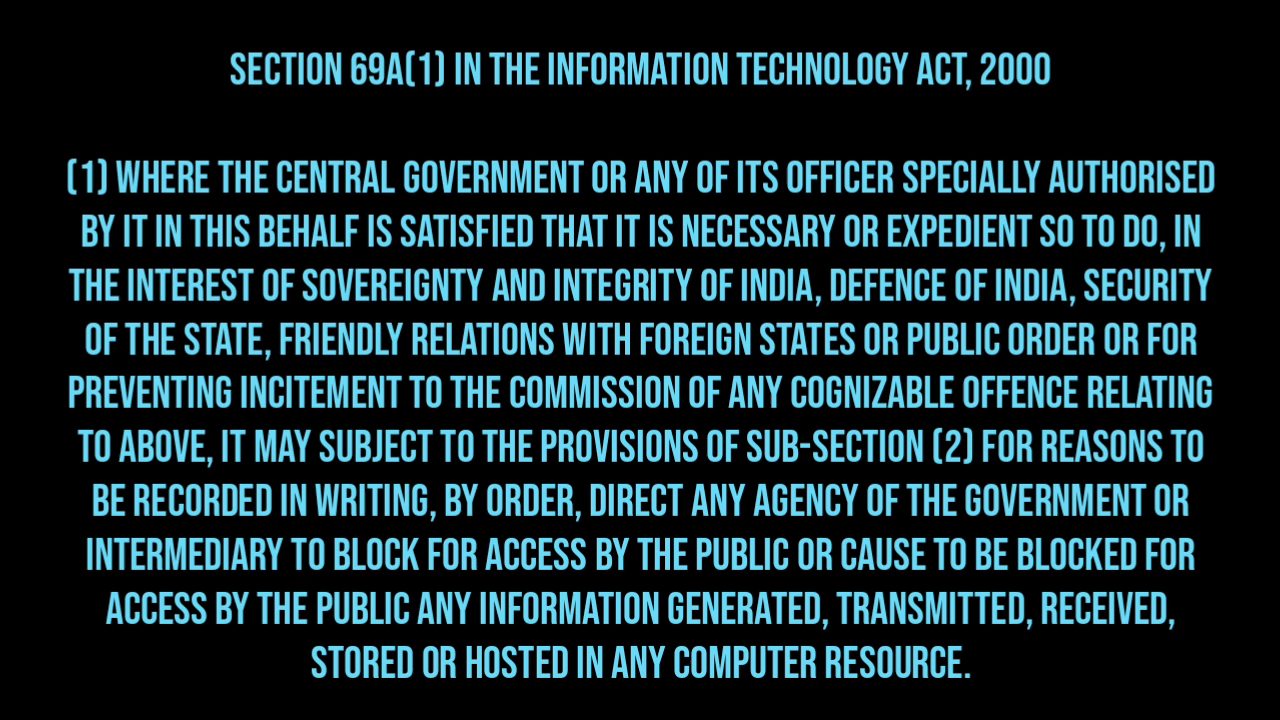 SECTION 69A(1) IN THE INFORMATION TECHNOLOGY ACT, 2000
(1) WHERE THE CENTRAL GOVERNMENT OR ANY OF ITS OFFICER SPECIALLY AUTHORISED
BY IT IN THIS BEHALF IS SATISFIED THAT IT IS NECESSARY OR EXPEDIENT SO TO DO, IN
THE INTEREST OF SOVEREIGNTY AND INTEGRITY OF INDIA, DEFENCE OF INDIA, SECURITY
OF THE STATE, FRIENDLY RELATIONS WITH FOREIGN STATES OR PUBLIC ORDER OR FOR
PREVENTING INCITEMENT TO THE COMMISSION OF ANY COGNIZABLE OFFENCE RELATING
TO ABOVE, IT MAY SUBJECT TO THE PROVISIONS OF SUB-SECTION (2) FOR REASONS TO
BE RECORDED IN WRITING, BY ORDER, DIRECT ANY AGENCY OF THE GOVERNMENT OR
INTERMEDIARY TO BLOCK FOR ACCESS BY THE PUBLIC OR CAUSE TO BE BLOCKED FOR
ACCESS BY THE PUBLIC ANY INFORMATION GENERATED, TRANSMITTED, RECEIVED,
STORED OR HOSTED IN ANY COMPUTER RESOURCE.